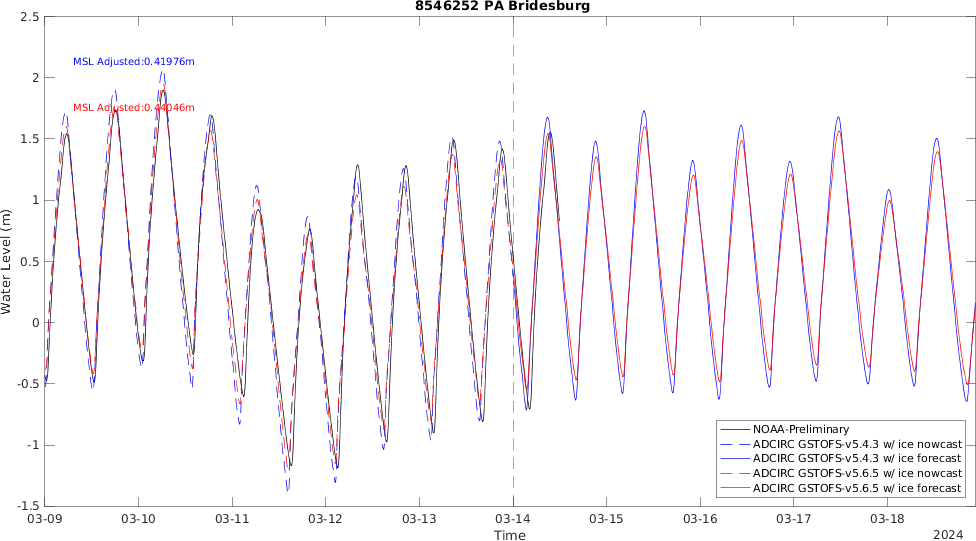 8546252 PA Bridesburg
Water Level (m)
2.5
2
1.5
1
0.5
0
-0.5
-1
-1.5
MSL Adjusted:0.41976m
MSL Adjusted:0.44046m
NOAA-Preliminary
ADCIRC GSTOFS-v5.4.3 w/ ice nowcast
ADCIRC GSTOFS-v5.4.3 w/ ice forecast
ADCIRC GSTOFS-v5.6.5 w/ ice nowcast
ADCIRC GSTOFS-v5.6.5 w/ ice forecast
03-09 03-10 03-11 03-12 03-13 03-14 03-15 03-16 03-17 03-18
Time
2024